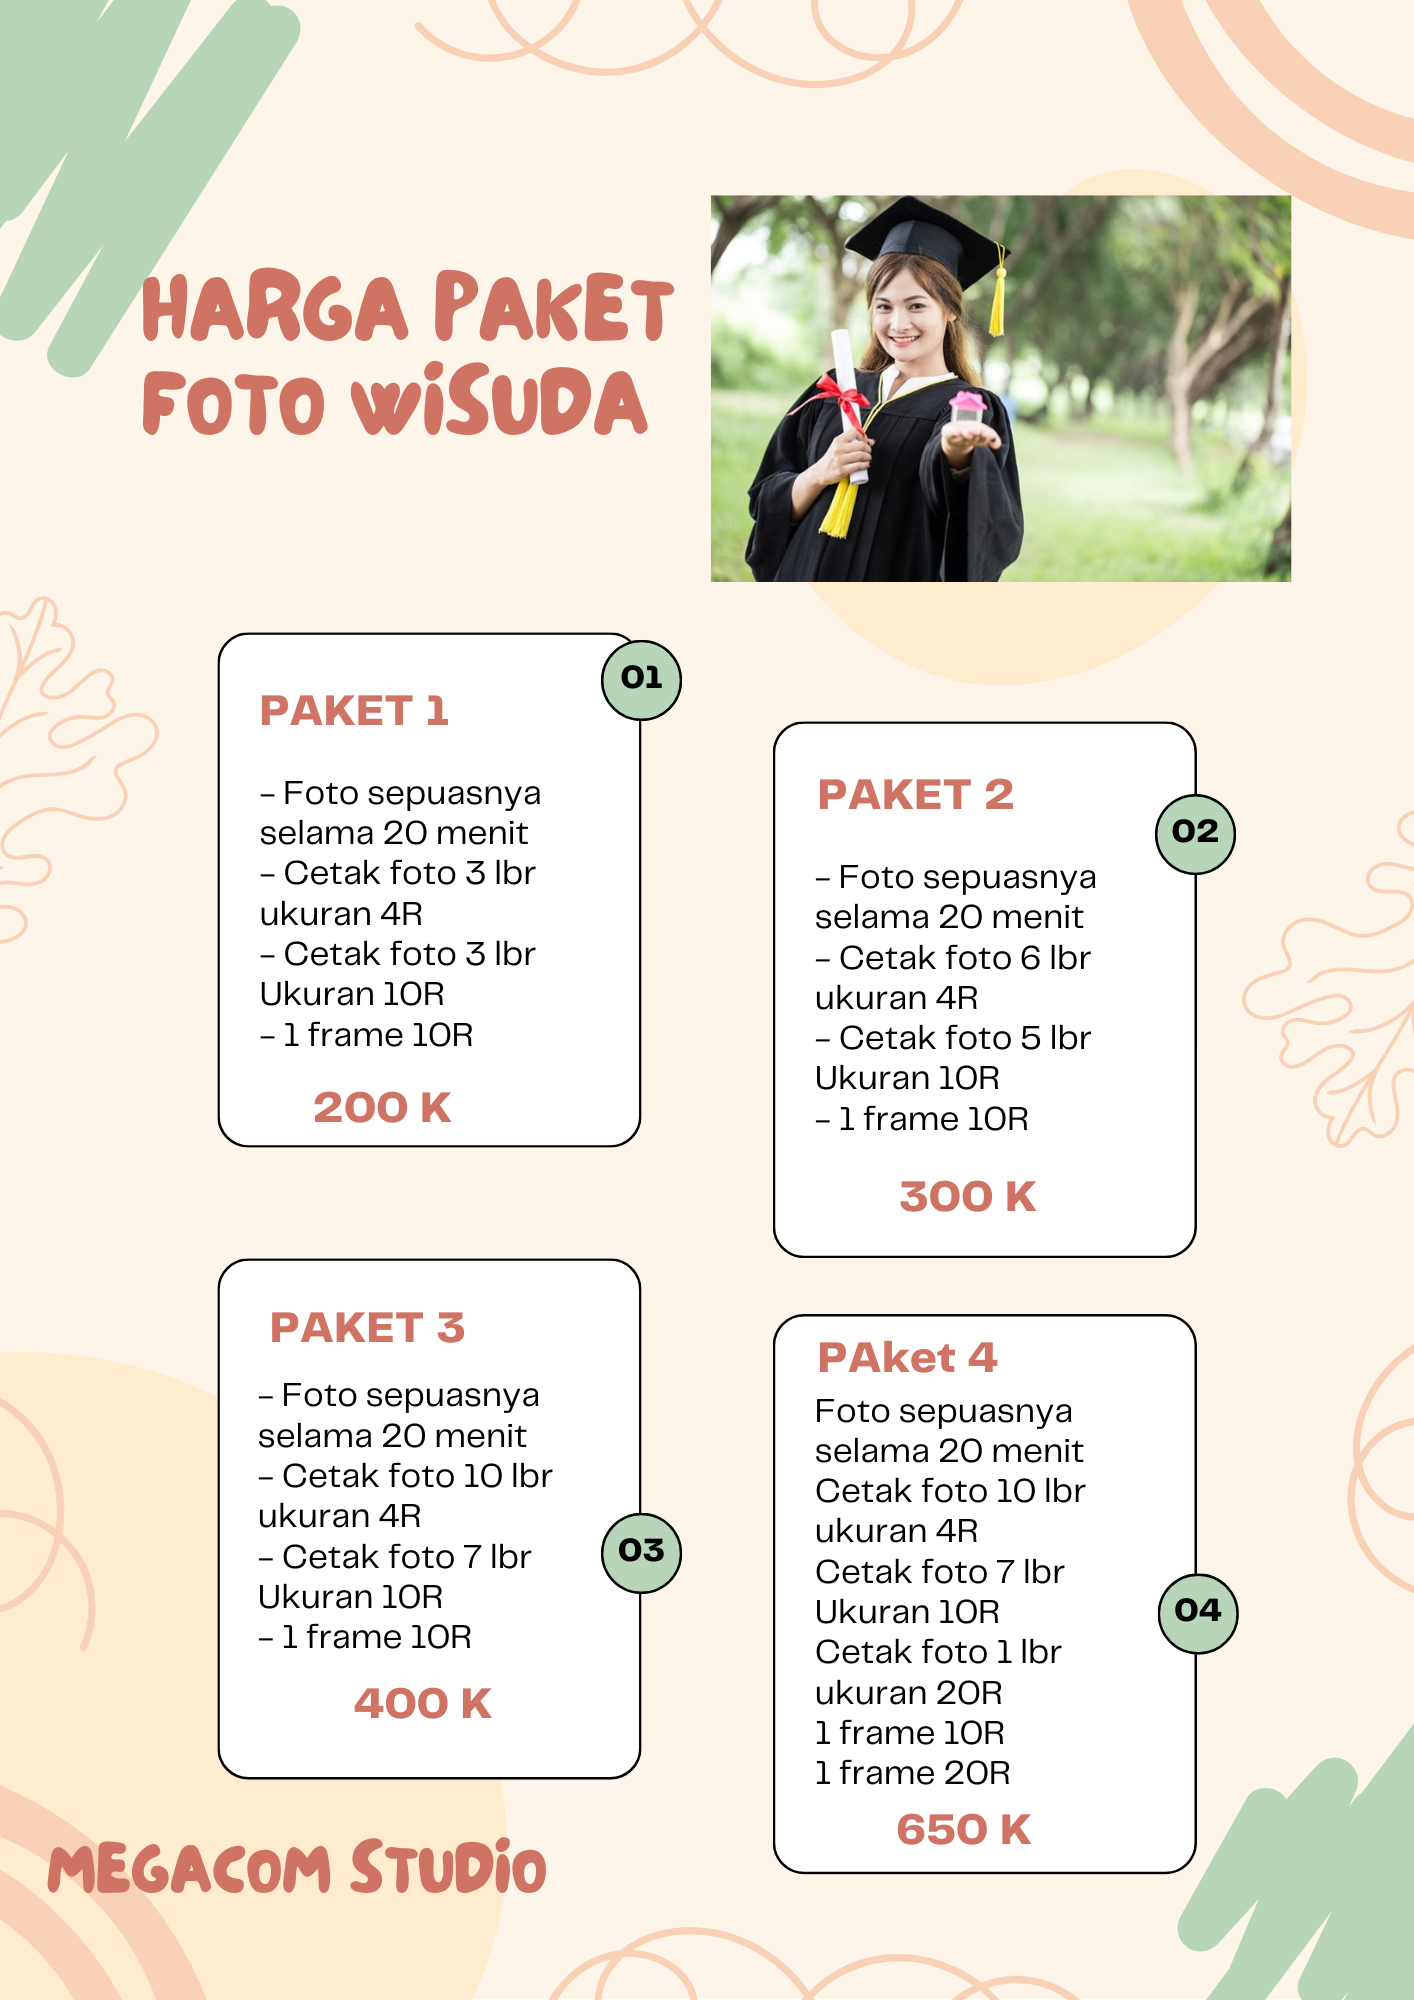 HARGA PAKET
FOTO WiSUDA
01
PAKET 1
- Foto sepuasnya
selama 20 menit
- Cetak foto 3 lbr
ukuran 4R
- Cetak foto 3 lbr
Ukuran 10R
- 1 frame 10R
200 K
PAKET 2
02
- Foto sepuasnya
selama 20 menit
- Cetak foto 6 lbr
ukuran 4R
- Cetak foto 5 lbr
Ukuran 10R
- 1 frame 10R
300 K
PAKET 3
- Foto sepuasnya
selama 20 menit
- Cetak foto 10 lbr
ukuran 4R
- Cetak foto 7 lbr
Ukuran 10R
- 1 frame 10R
03
400 K
PAket 4
Foto sepuasnya
selama 20 menit
Cetak foto 10 lbr
ukuran 4R
Cetak foto 7 lbr
Ukuran 10R
Cetak foto 1 lbr
ukuran 20R
1 frame 10R
1 frame 20R
04
650 K
MEGACOM STUDiO